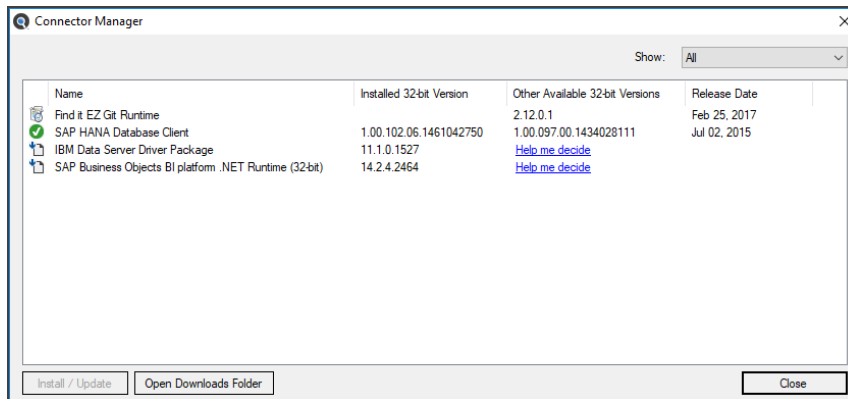 Connector Manager
Show: All
Name Installed 32-bit Version Other Available 32-bit Versions Release Date
Find it EZ Git Runtime 2.12.0.1 Feb 25, 2017
SAP HANA Database Client 1.00.102.06.1461042750 1.00.097.00.1434028111 Jul 02, 2015
IBM Data Server Driver Package 11.1.0.1527 Help me decide
SAP Business Objects BI platform .NET Runtime (32-bit) 14.2.4.2464 Help me decide
Install / Update Open Downloads Folder Close